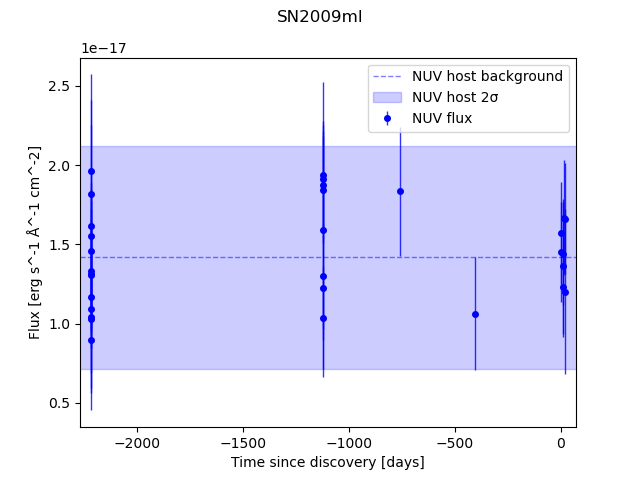 SN2009ml
1e−17
NUV host background
NUV host 2σ
NUV flux
2.5
2.0
1.5
1.0
0.5
Flux [erg s^-1 Å^-1 cm^-2]
−2000
−1500
−1000
−500
0
Time since discovery [days]